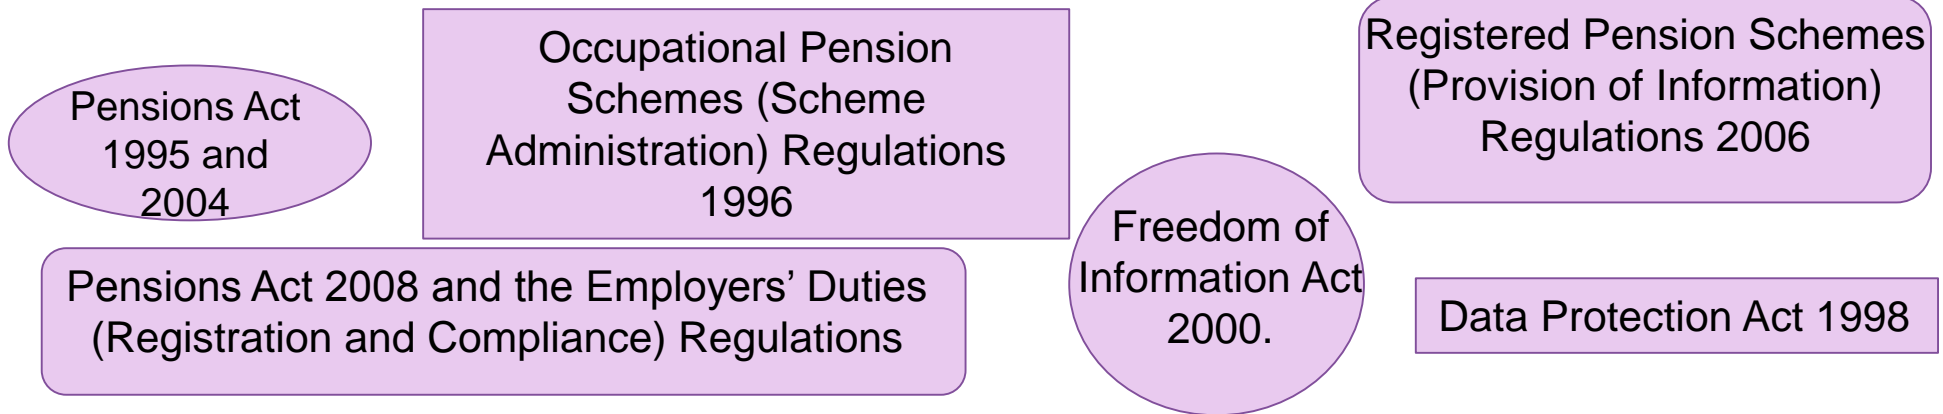 Pensions Act
1995 and
2004
Occupational Pension
Schemes (Scheme
Administration) Regulations
1996
Registered Pension Schemes
(Provision of Information)
Regulations 2006
Pensions Act 2008 and the Employers’ Duties
(Registration and Compliance) Regulations
Freedom of
Information Act
2000.
Data Protection Act 1998